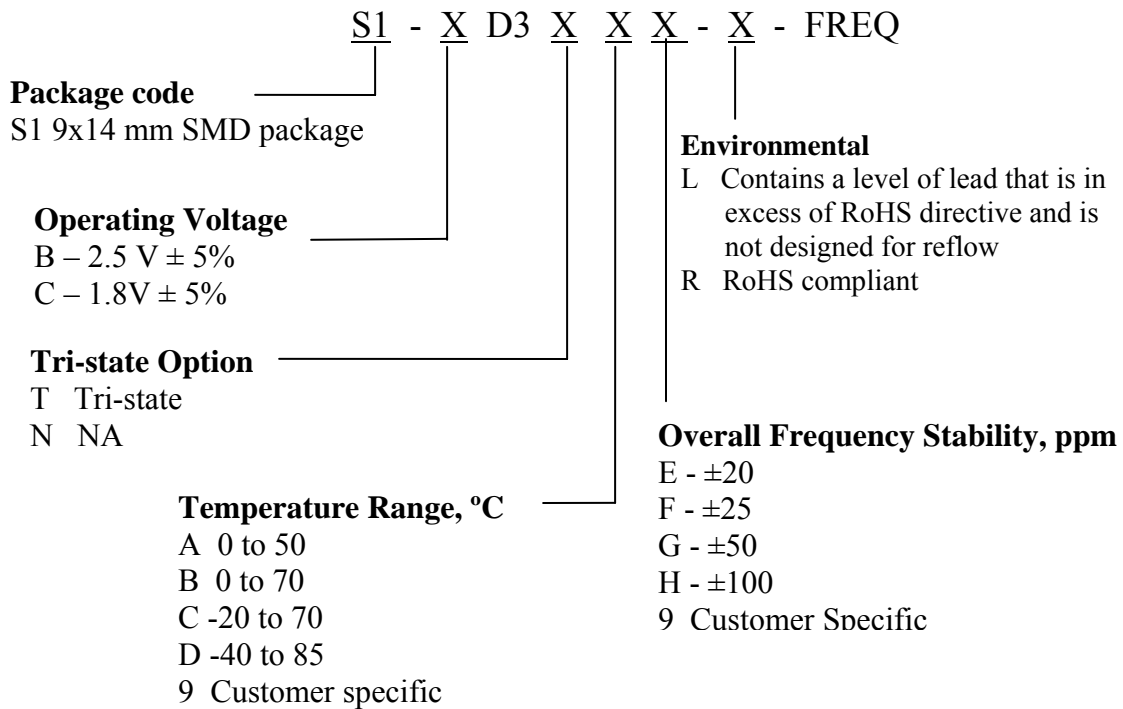 S1 - X D3 X X X - X - FREQ
Package code
S1 9x14 mm SMD package
Operating Voltage
B – 2.5 V ± 5%
C – 1.8V ± 5%
Tri-state Option
T Tri-state
N NA
Temperature Range, ºC
A 0 to 50
B 0 to 70
C -20 to 70
D -40 to 85
9 Customer specific
Environmental
L Contains a level of lead that is in
excess of RoHS directive and is
not designed for reflow
R RoHS compliant
Overall Frequency Stability, ppm
E - ±20
F - ±25
G - ±50
H - ±100
9 Customer Specific